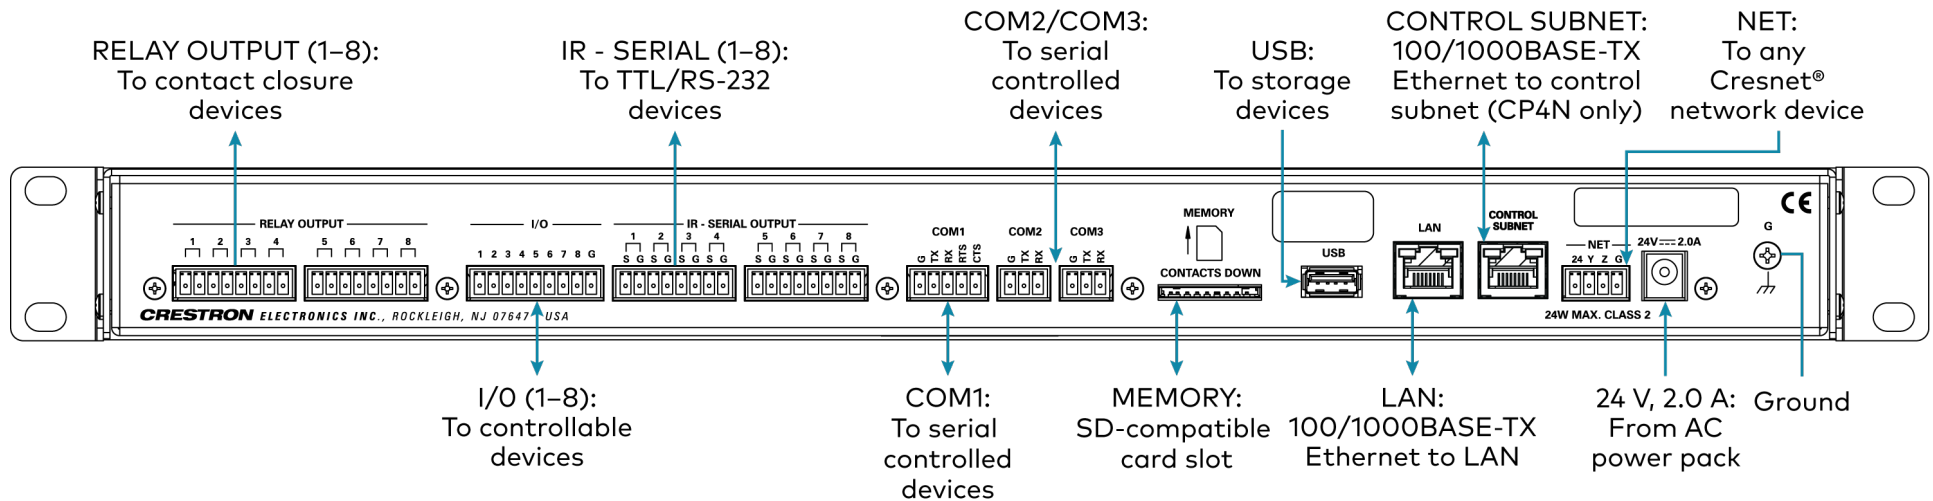 RELAY OUTPUT (1–8):
To contact closure
devices
IR - SERIAL (1–8):
To TTL/RS-232
devices
COM2/COM3:
To serial
controlled
devices
USB:
To storage
devices
CONTROL SUBNET:
100/1000BASE-TX
Ethernet to control
subnet (CP4N only)
NET:
To any
Cresnet®
network device
RELAY OUTPUT
1 2 3 4 5 6 7 8
I/O
1 2 3 4 5 6 7 8 G
IR - SERIAL OUTPUT
1 2 3 4 5 6 7 8
S G S G S G S G S G S G S G S G
COM1
G TX RX RTS CTS
COM2
G TX RX
COM3
G TX RX
MEMORY
CONTACTS DOWN
USB
LAN
CONTROL
SUBNET
NET
24 Y Z G
24V 2.0A
24W MAX. CLASS 2
CE
G
CRESTRON ELECTRONICS INC., ROCKLEIGH, NJ 07647 USA
I/O (1–8):
To controllable
devices
COM1:
To serial
controlled
devices
MEMORY:
SD-compatible
card slot
LAN:
100/1000BASE-TX
Ethernet to LAN
24 V, 2.0 A:
From AC
power pack
Ground